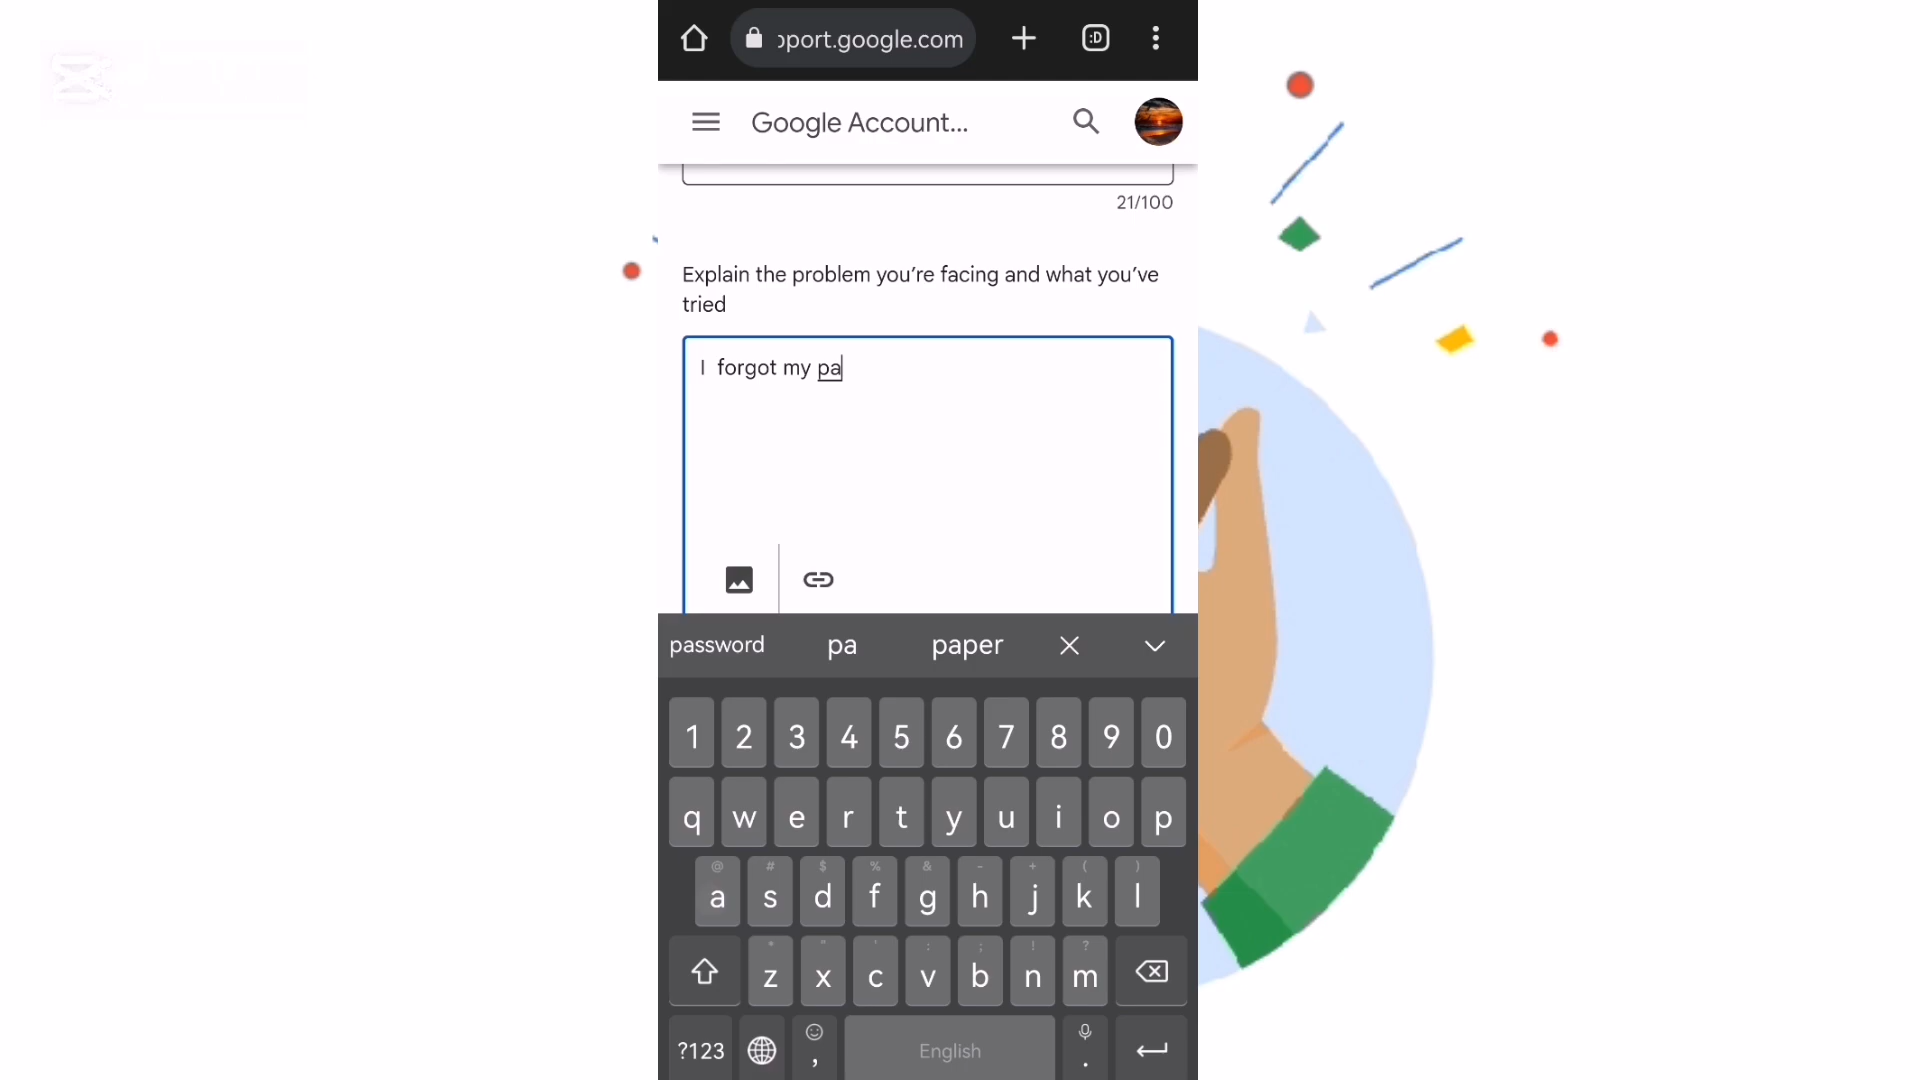 pport.google.com
:D
Google Account...
21/100
Explain the problem you're facing and what you've
tried
I forgot my pa
password pa paper
1 2 3 4 5 6 7 8 9 0
q w e r t y u i o p
@ # $ % & - + ( )
a s d f g h j k l
* " ' : ; ! ?
z x c v b n m
?123 , English .